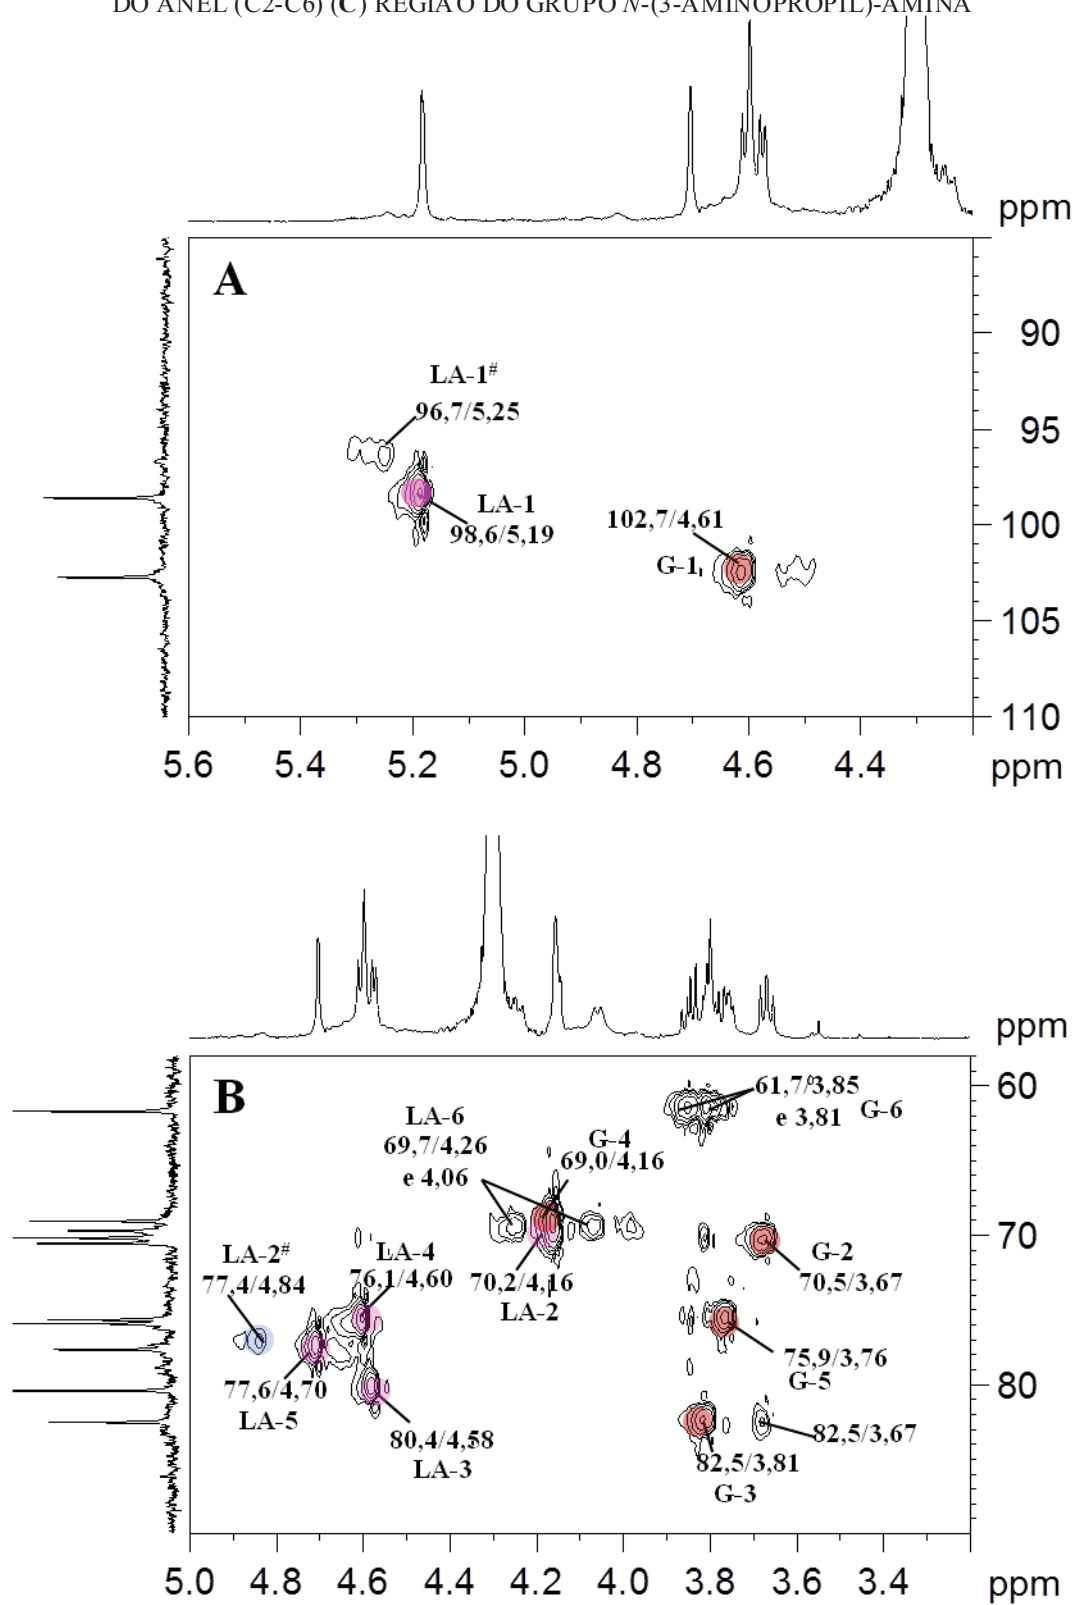 DO ANEL (C2-C6) (C) REGIÃO DO GRUPO N-(3-AMINOPROPIL)-AMINA
ppm
A
90
LA-1#
96,7/5,25
95
LA-1
98,6/5,19
102,7/4,61
100
G-1
105
110
5.6 5.4 5.2 5.0 4.8 4.6 4.4 ppm
ppm
B
60
61,7/3,85
e 3,81
G-6
LA-6
69,7/4,26
e 4,06
G-4
69,0/4,16
70
LA-2#
77,4/4,84
LA-4
76,1/4,60
70,2/4,16
LA-2
G-2
70,5/3,67
75,9/3,76
G-5
77,6/4,70
LA-5
80
80,4/4,58
LA-3
82,5/3,67
82,5/3,81
G-3
5.0 4.8 4.6 4.4 4.2 4.0 3.8 3.6 3.4 ppm